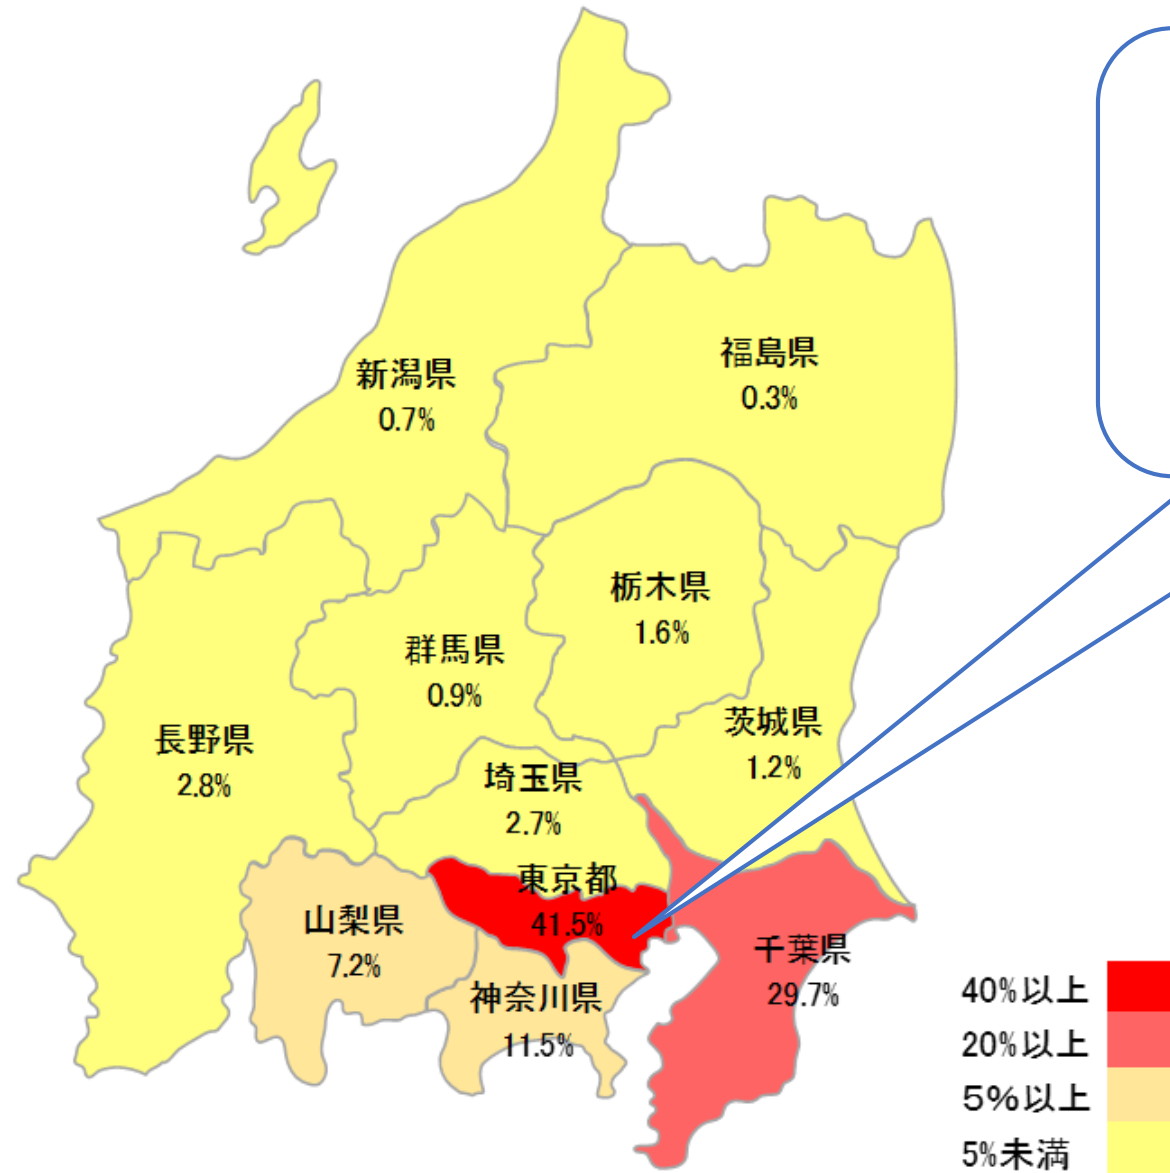 福島県
0.3%
新潟県
0.7%
栃木県
1.6%
群馬県
0.9%
茨城県
1.2%
長野県
2.8%
埼玉県
2.7%
東京都
41.5%
山梨県
7.2%
千葉県
29.7%
神奈川県
11.5%
40%以上
20%以上
5%以上
5%未満